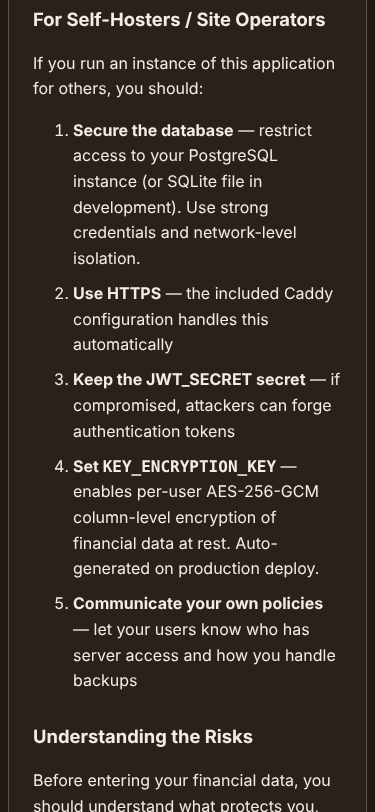 For Self-Hosters / Site Operators
If you run an instance of this application
for others, you should:
1. Secure the database — restrict
access to your PostgreSQL
instance (or SQLite file in
development). Use strong
credentials and network-level
isolation.
2. Use HTTPS — the included Caddy
configuration handles this
automatically
3. Keep the JWT_SECRET secret — if
compromised, attackers can forge
authentication tokens
4. Set KEY_ENCRYPTION_KEY —
enables per-user AES-256-GCM
column-level encryption of
financial data at rest. Auto-
generated on production deploy.
5. Communicate your own policies
— let your users know who has
server access and how you handle
backups
Understanding the Risks
Before entering your financial data, you
should understand what protects you,